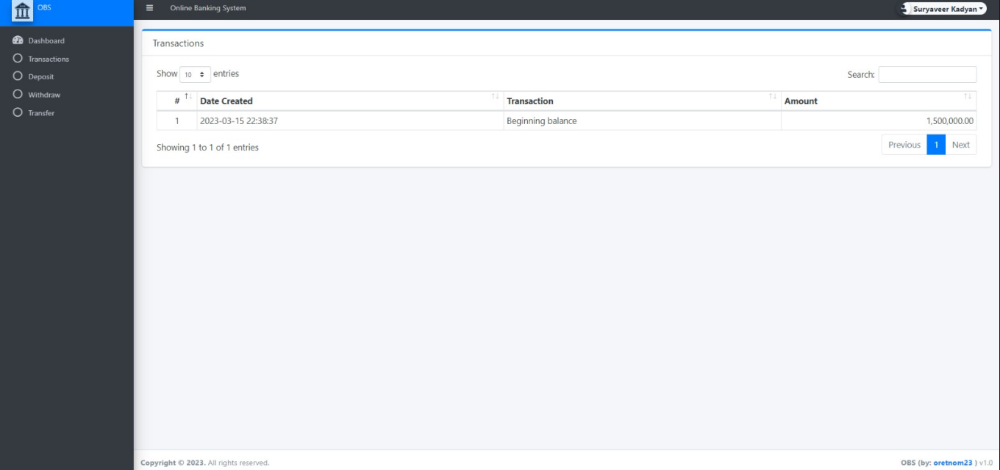 OBS
Online Banking System
Suryaveer Kadyan
Dashboard
Transactions
Deposit
Withdraw
Transfer
Transactions
Show 10 entries
Search:
# Date Created Transaction Amount
1 2023-03-15 22:38:37 Beginning balance 1,500,000.00
Showing 1 to 1 of 1 entries
Previous 1 Next
Copyright © 2023. All rights reserved.
OBS (by: oretnom23 ) v1.0